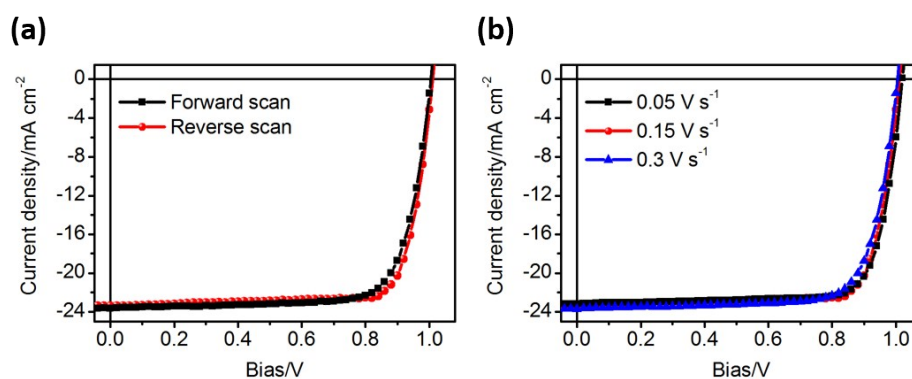 (a)
Current density/mA cm⁻²
0
-4
-8
-12
-16
-20
-24
Forward scan
Reverse scan
0.0 0.2 0.4 0.6 0.8 1.0
Bias/V
(b)
Current density/mA cm⁻²
0
-4
-8
-12
-16
-20
-24
0.05 V s⁻¹
0.15 V s⁻¹
0.3 V s⁻¹
0.0 0.2 0.4 0.6 0.8 1.0
Bias/V